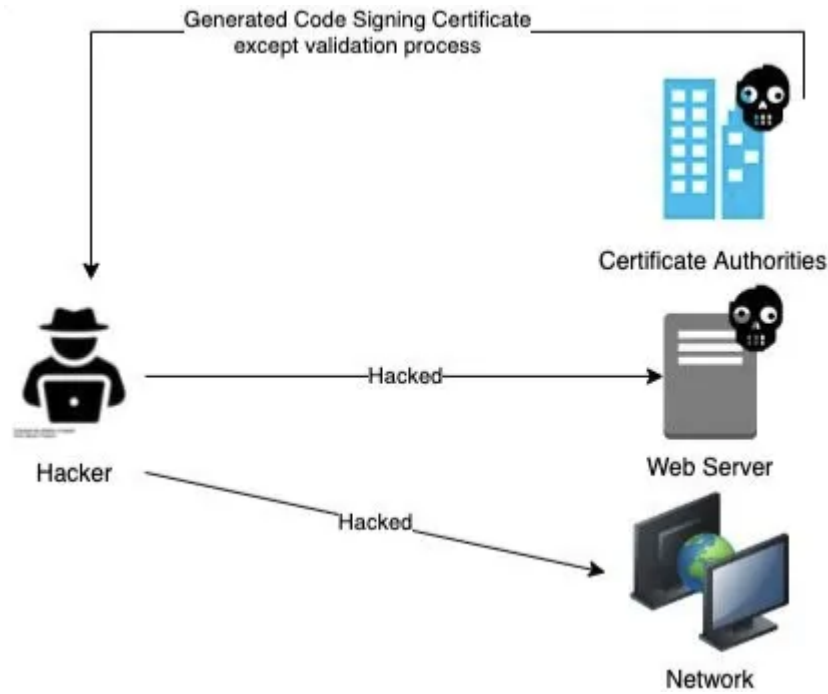 Generated Code Signing Certificate
except validation process
Certificate Authorities
Hacked
Web Server
Hacker
Hacked
Network